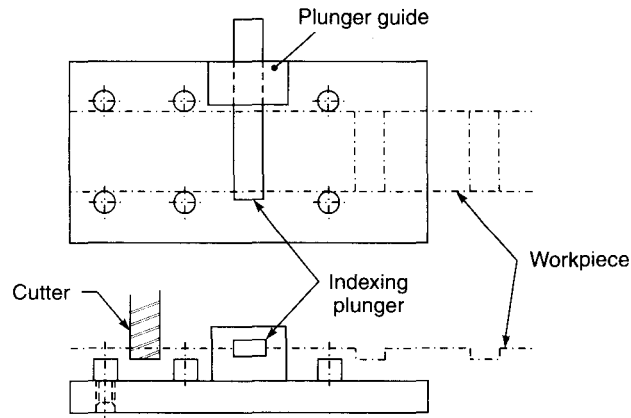 Plunger guide
Workpiece
Indexing
plunger
Cutter